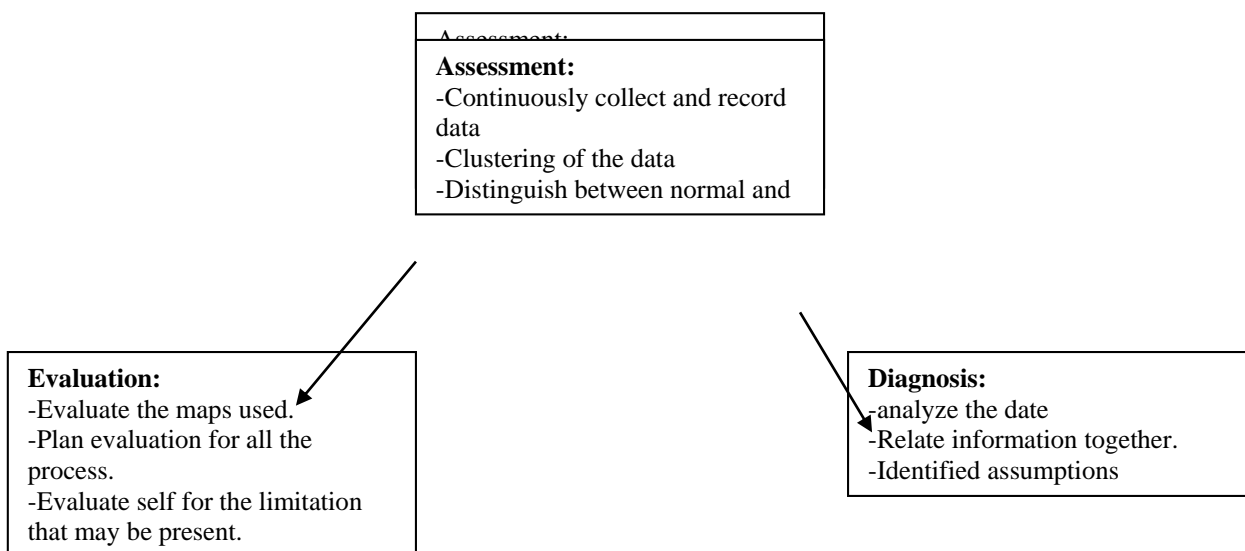 Assessment:
Assessment:
-Continuously collect and record
data
-Clustering of the data
-Distinguish between normal and
Evaluation:
-Evaluate the maps used.
-Plan evaluation for all the
process.
-Evaluate self for the limitation
that may be present.
Diagnosis:
-analyze the date
-Relate information together.
-Identified assumptions